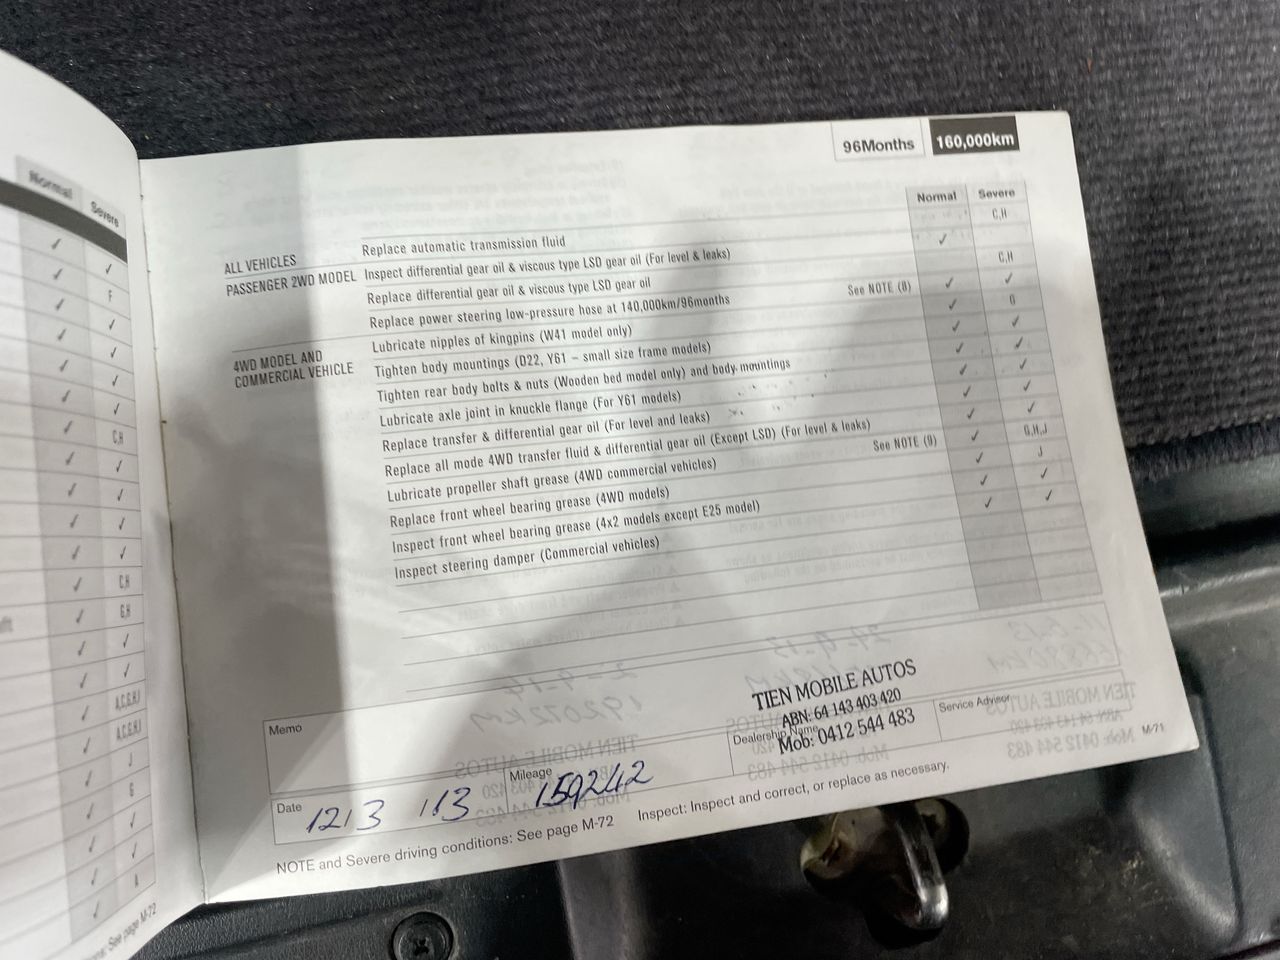 Normal
Severe
✓
✓ ✓
✓ F
✓ ✓
✓ ✓
✓ ✓
✓ ✓
✓ C,H
✓ ✓
✓ ✓
✓ ✓
✓ ✓
✓ C,H
✓ G,H
✓ ✓
✓ ✓
✓ A,C,G,H,I
✓ A,C,G,H,I
✓ J
✓ G
✓ ✓
✓ A
See page M-72
96Months 160,000km
Normal Severe
ALL VEHICLES Replace automatic transmission fluid C,H
PASSENGER 2WD MODEL Inspect differential gear oil & viscous type LSD gear oil (For level & leaks) ✓
Replace differential gear oil & viscous type LSD gear oil C,H
Replace power steering low-pressure hose at 140,000km/96months See NOTE (8) ✓ ✓
4WD MODEL AND COMMERCIAL VEHICLE Lubricate nipples of kingpins (W41 model only) ✓ G
Tighten body mountings (D22, Y61 – small size frame models) ✓ ✓
Tighten rear body bolts & nuts (Wooden bed model only) and body mountings ✓ ✓
Lubricate axle joint in knuckle flange (For Y61 models) ✓ ✓
Replace transfer & differential gear oil (For level and leaks) ✓ ✓
Replace all mode 4WD transfer fluid & differential gear oil (Except LSD) (For level & leaks) ✓ ✓
Lubricate propeller shaft grease (4WD commercial vehicles) See NOTE (9) ✓ G,H,J
Replace front wheel bearing grease (4WD models) ✓ J
Inspect front wheel bearing grease (4x2 models except E25 model) ✓ ✓
Inspect steering damper (Commercial vehicles) ✓ ✓
Memo
TIEN MOBILE AUTOS
ABN: 64 143 403 420
Mob: 0412 544 483
Dealership Name
Service Advisor
M-71
Date 12/3 113
Mileage 159242
NOTE and Severe driving conditions: See page M-72 Inspect: Inspect and correct, or replace as necessary.